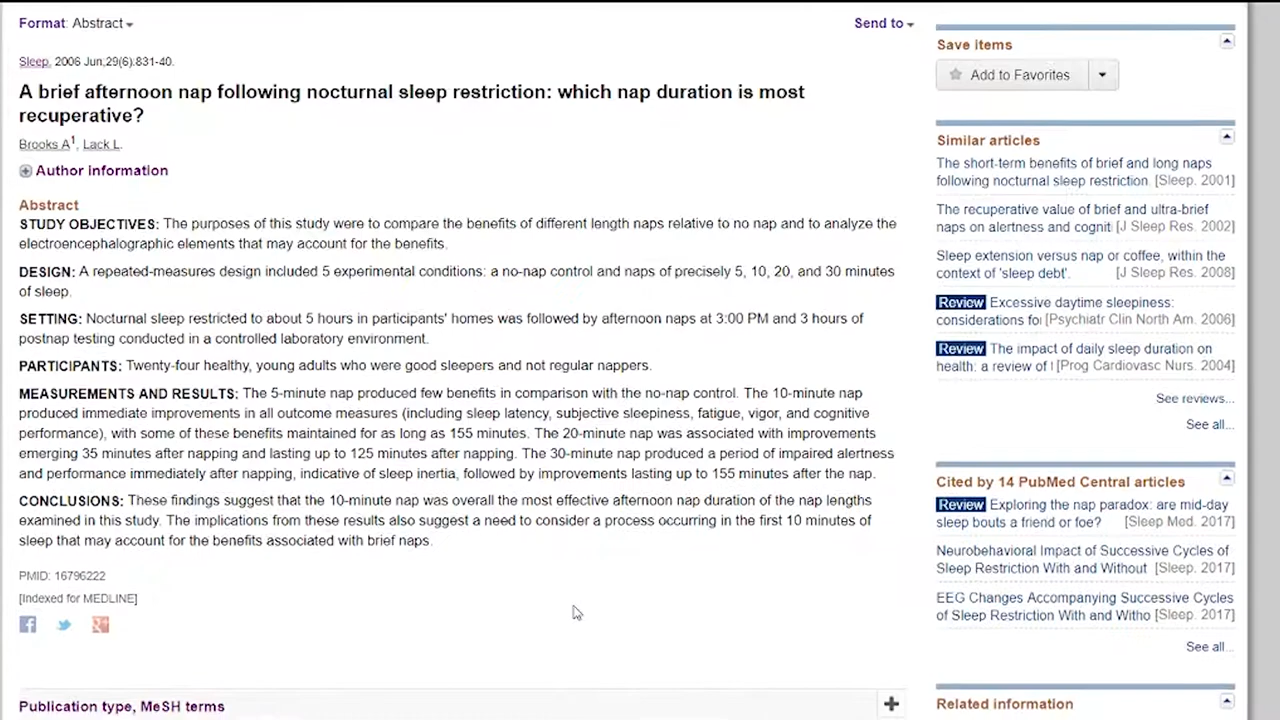 Format: Abstract
Send to
Sleep. 2006 Jun;29(6):831-40.
A brief afternoon nap following nocturnal sleep restriction: which nap duration is most
recuperative?
Brooks A1, Lack L.
Author information
Abstract
STUDY OBJECTIVES: The purposes of this study were to compare the benefits of different length naps relative to no nap and to analyze the
electroencephalographic elements that may account for the benefits.
DESIGN: A repeated-measures design included 5 experimental conditions: a no-nap control and naps of precisely 5, 10, 20, and 30 minutes
of sleep.
SETTING: Nocturnal sleep restricted to about 5 hours in participants' homes was followed by afternoon naps at 3:00 PM and 3 hours of
postnap testing conducted in a controlled laboratory environment.
PARTICIPANTS: Twenty-four healthy, young adults who were good sleepers and not regular nappers.
MEASUREMENTS AND RESULTS: The 5-minute nap produced few benefits in comparison with the no-nap control. The 10-minute nap
produced immediate improvements in all outcome measures (including sleep latency, subjective sleepiness, fatigue, vigor, and cognitive
performance), with some of these benefits maintained for as long as 155 minutes. The 20-minute nap was associated with improvements
emerging 35 minutes after napping and lasting up to 125 minutes after napping. The 30-minute nap produced a period of impaired alertness
and performance immediately after napping, indicative of sleep inertia, followed by improvements lasting up to 155 minutes after the nap.
CONCLUSIONS: These findings suggest that the 10-minute nap was overall the most effective afternoon nap duration of the nap lengths
examined in this study. The implications from these results also suggest a need to consider a process occurring in the first 10 minutes of
sleep that may account for the benefits associated with brief naps.
PMID: 16796222
[Indexed for MEDLINE]
Publication type, MeSH terms
Save items
Add to Favorites
Similar articles
The short-term benefits of brief and long naps
following nocturnal sleep restriction. [Sleep. 2001]
The recuperative value of brief and ultra-brief
naps on alertness and cogniti [J Sleep Res. 2002]
Sleep extension versus nap or coffee, within the
context of 'sleep debt'. [J Sleep Res. 2008]
Review Excessive daytime sleepiness:
considerations fo [Psychiatr Clin North Am. 2006]
Review The impact of daily sleep duration on
health: a review of t [Prog Cardiovasc Nurs. 2004]
See reviews...
See all...
Cited by 14 PubMed Central articles
Review Exploring the nap paradox: are mid-day
sleep bouts a friend or foe? [Sleep Med. 2017]
Neurobehavioral Impact of Successive Cycles of
Sleep Restriction With and Without [Sleep. 2017]
EEG Changes Accompanying Successive Cycles
of Sleep Restriction With and Witho [Sleep. 2017]
See all...
Related information